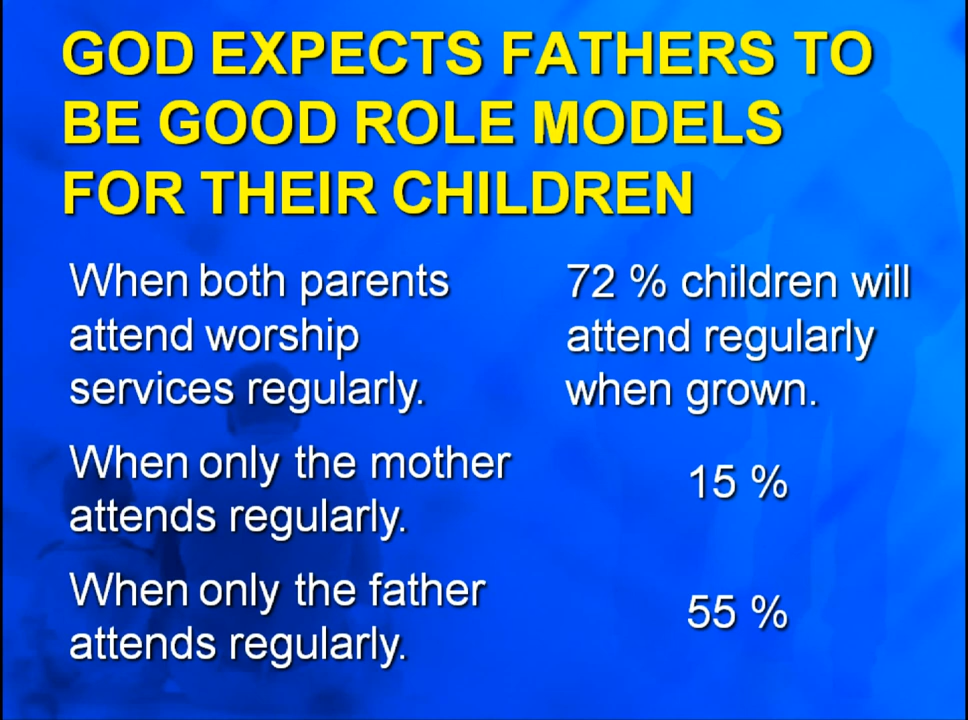 GOD EXPECTS FATHERS TO
BE GOOD ROLE MODELS
FOR THEIR CHILDREN
When both parents
attend worship
services regularly.
72 % children will
attend regularly
when grown.
When only the mother
attends regularly.
15 %
When only the father
attends regularly.
55 %